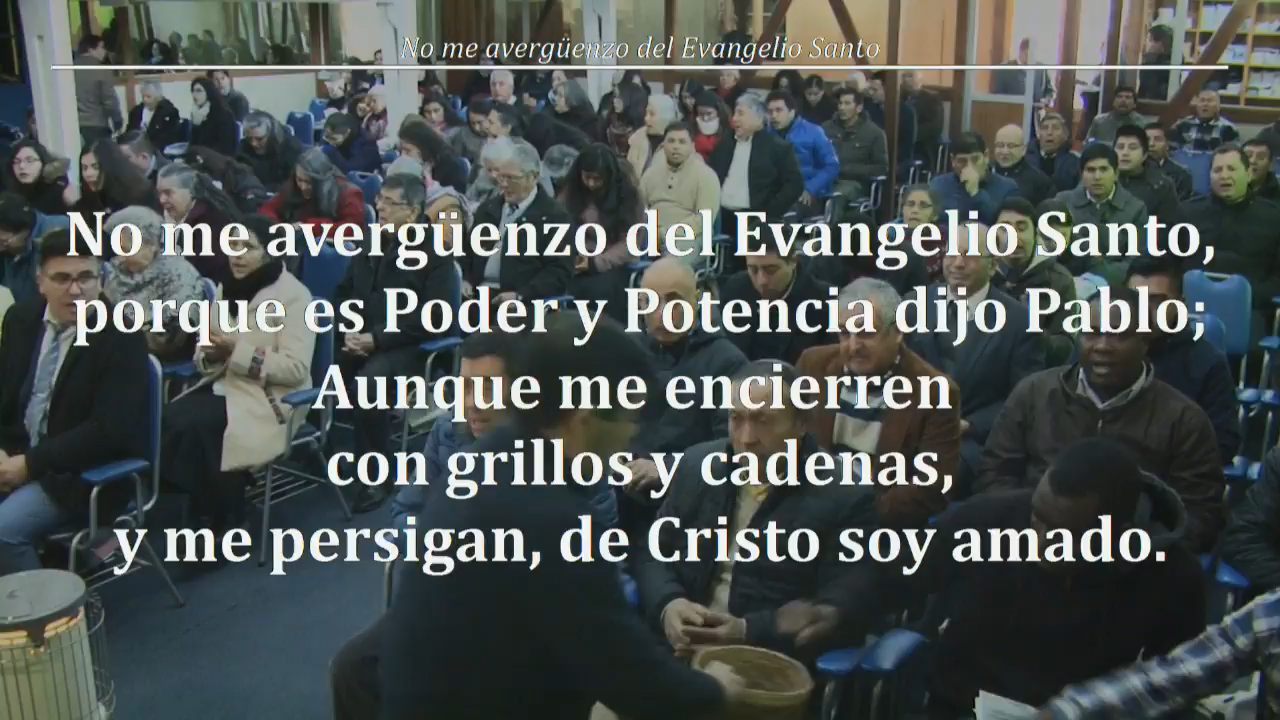 No me avergüenzo del Evangelio Santo
No me avergüenzo del Evangelio Santo,
porque es Poder y Potencia dijo Pablo;
Aunque me encierren
con grillos y cadenas,
y me persigan, de Cristo soy amado.